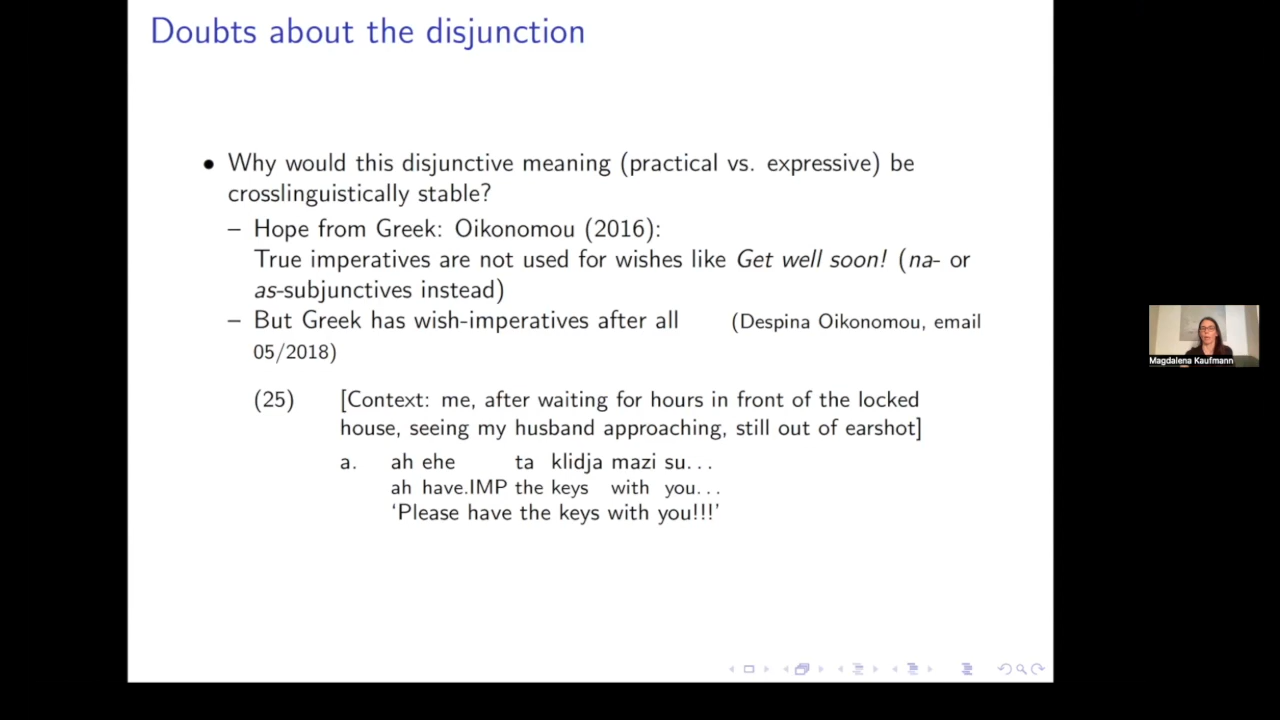 Doubts about the disjunction
• Why would this disjunctive meaning (practical vs. expressive) be
crosslinguistically stable?
– Hope from Greek: Oikonomou (2016):
True imperatives are not used for wishes like Get well soon! (na- or
as-subjunctives instead)
– But Greek has wish-imperatives after all (Despina Oikonomou, email
05/2018)
(25) [Context: me, after waiting for hours in front of the locked
house, seeing my husband approaching, still out of earshot]
a. ah ehe ta klidja mazi su...
ah have.IMP the keys with you...
‘Please have the keys with you!!!’
Magdalena Kaufmann